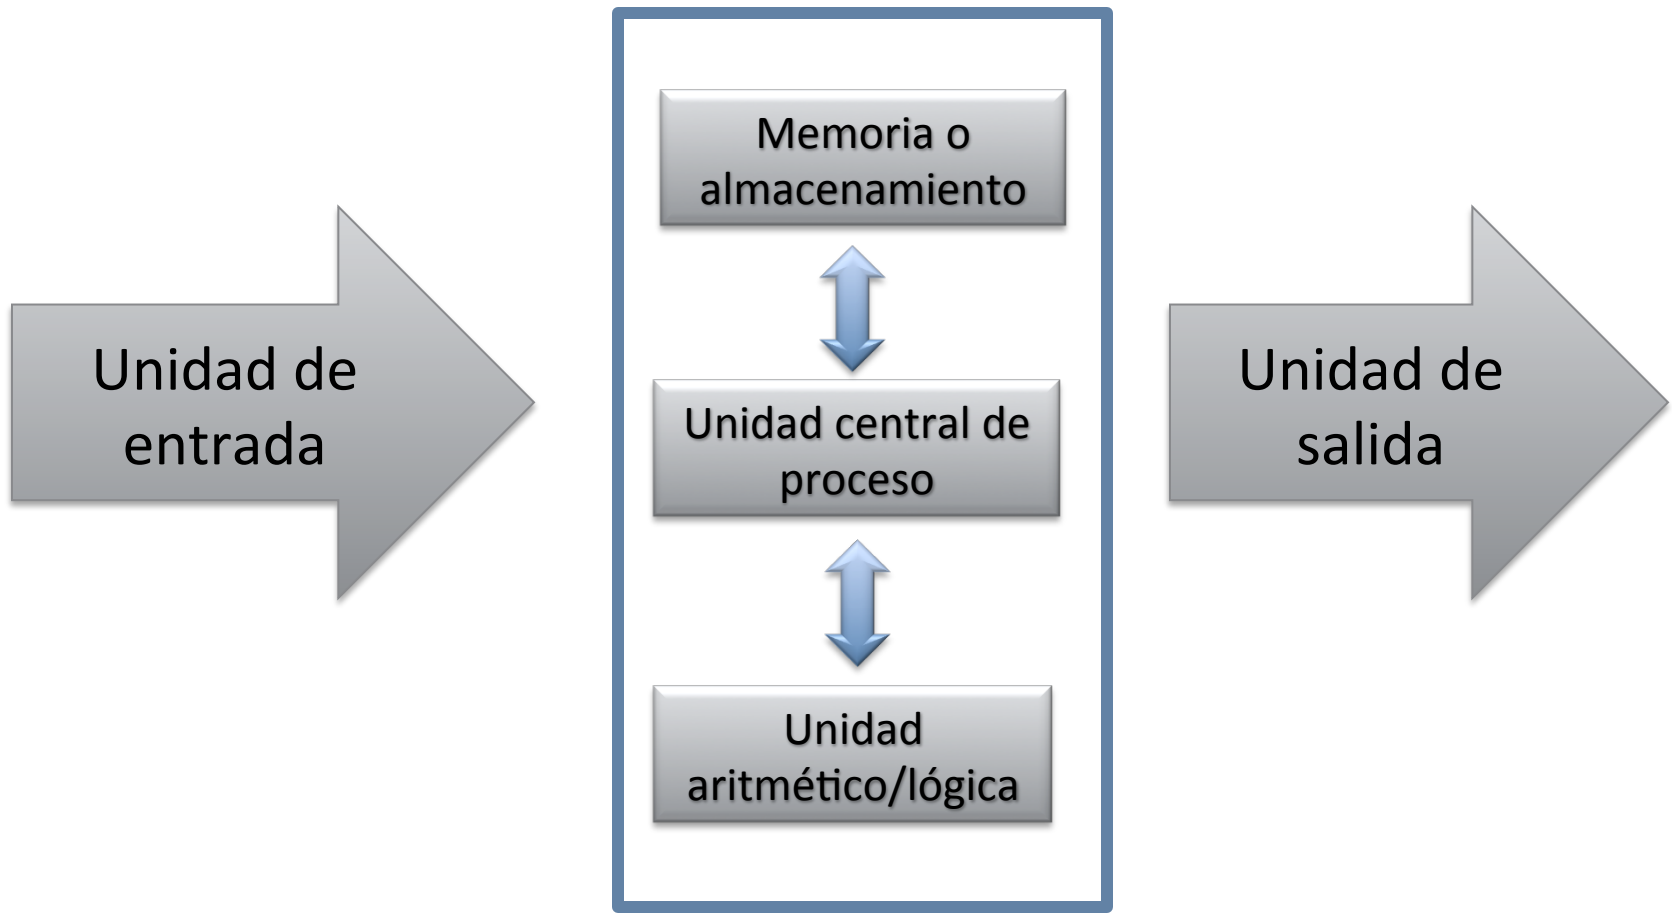 Unidad de
entrada
Memoria o
almacenamiento
Unidad central de
proceso
Unidad
aritmético/lógica
Unidad de
salida